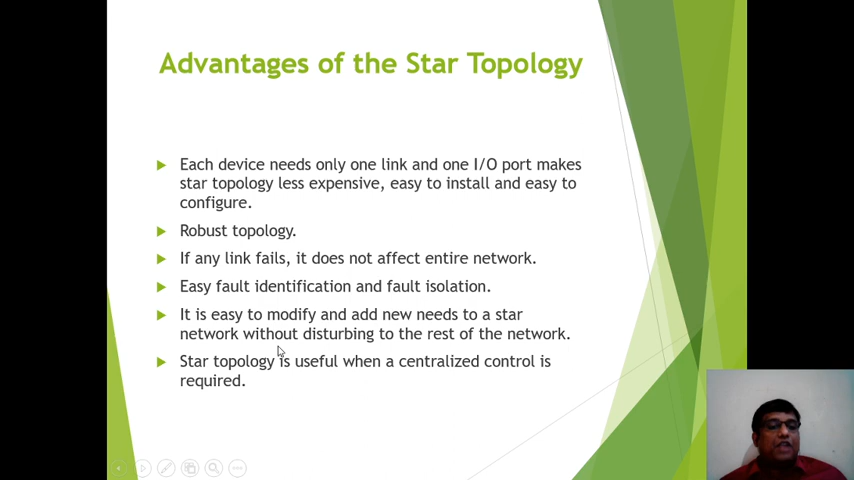 Advantages of the Star Topology
Each device needs only one link and one I/O port makes
star topology less expensive, easy to install and easy to
configure.
Robust topology.
If any link fails, it does not affect entire network.
Easy fault identification and fault isolation.
It is easy to modify and add new needs to a star
network without disturbing to the rest of the network.
Star topology is useful when a centralized control is
required.